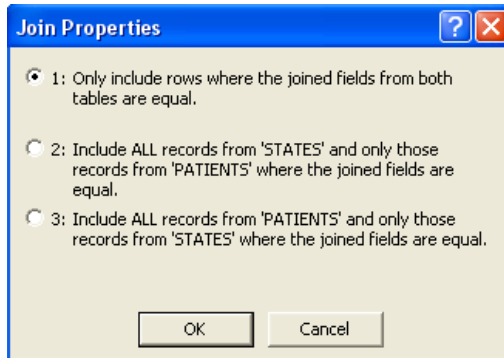 Join Properties
?
X
1: Only include rows where the joined fields from both
tables are equal.
2: Include ALL records from 'STATES' and only those
records from 'PATIENTS' where the joined fields are
equal.
3: Include ALL records from 'PATIENTS' and only those
records from 'STATES' where the joined fields are equal.
OK
Cancel